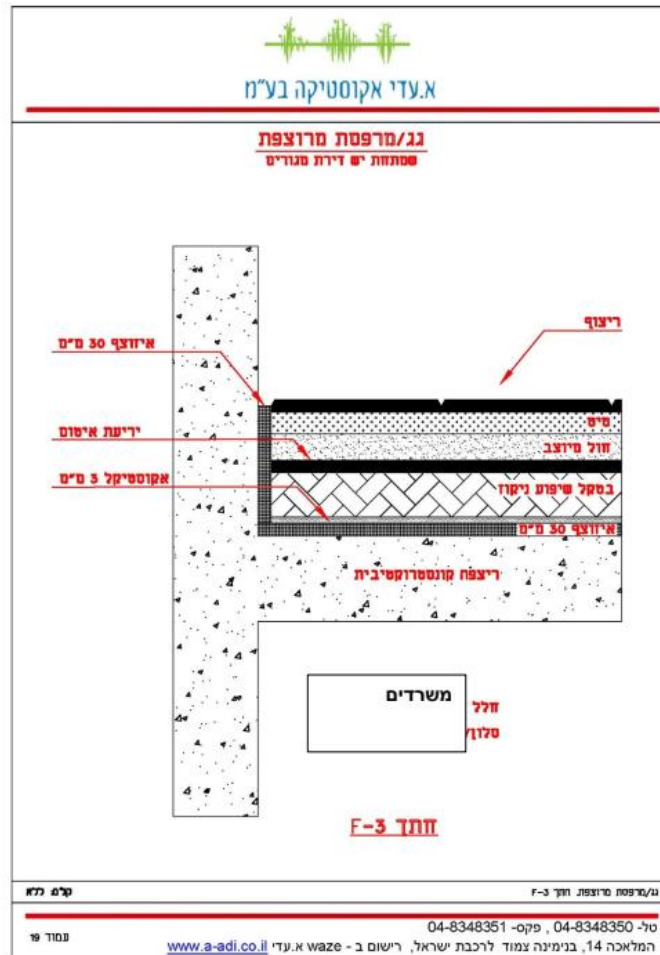 א.עדי אקוסטיקה בע"מ
גג/מרפסת מרוצפת
שמתחת יש דירת מגורים
ריצוף
איזוצף 30 מ"מ
טיט
יריעת איטום
חול מיוצב
אקוסטיקל 3 מ"מ
בטקל שיפוע ניקוז
איזוצף 30 מ"מ
ריצפה קונסטרוקטיבית
משרדים
חלל
סלון/
חתך F-3
גג/מרפסת מרוצפת, חתך F-3
קנ"מ: ללא
טל- 04-8348350 , פקס- 04-8348351
המלאכה 14, בנימינה צמוד לרכבת ישראל, רישום ב - waze א.עדי www.a-adi.co.il
עמוד 19